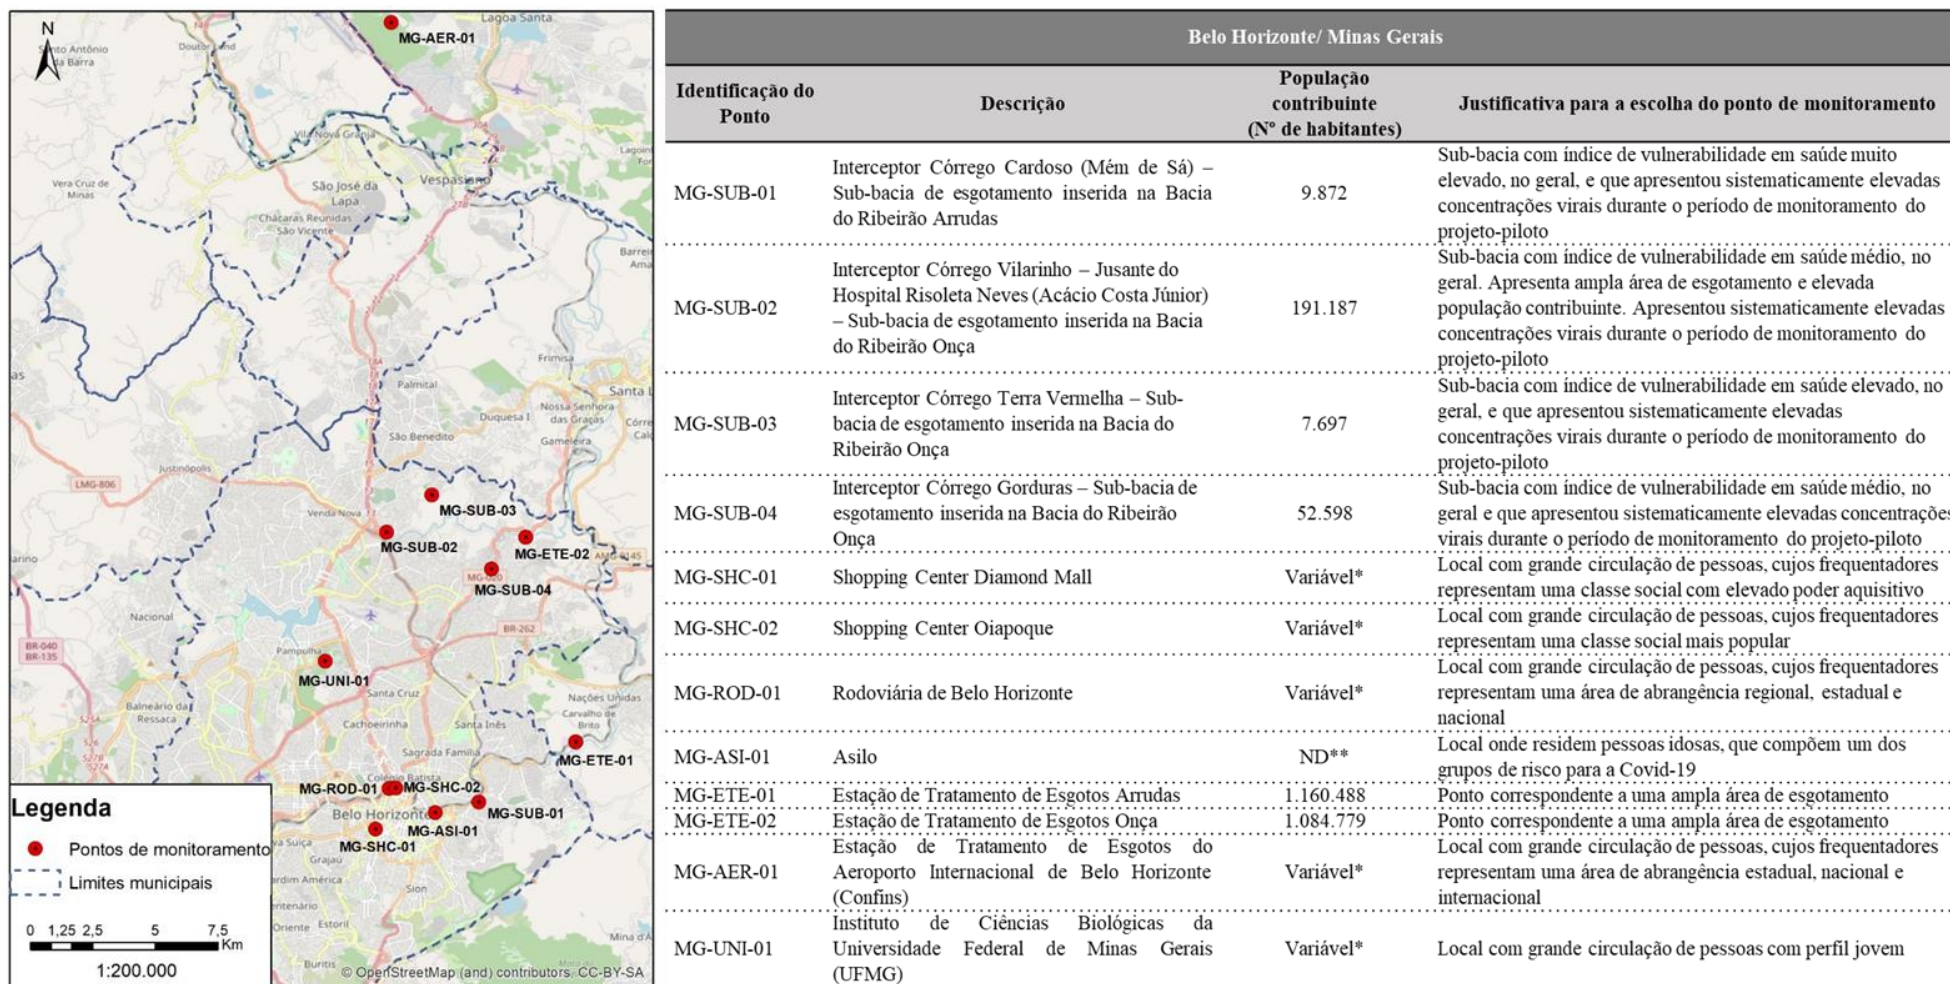 N
Lagoa Santa
MG-AER-01
Santo Antônio
da Barra
Vila Nova Granja
Vera Cruz de
Minas
São José da
Lapa
Vespasiano
Chácaras Reunidas
São Vicente
Frimisa
Palmital
Santa L
Nossa Senhora
das Graças
Duquesa I
São Benedito
Gameleira
Justinópolis
LMG-806
MG-SUB-03
Venda Nova
MG-SUB-02
MG-ETE-02
MG-SUB-04
Nacional
BR-262
BR-040
BR-135
Pampulha
MG-UNI-01
Santa Cruz
Nações Unidas
Balneário da
Ressaca
Carvalho de
Brito
Cachoeirinha
Santa Inês
Sagrada Família
MG-ETE-01
Colégio Batista
MG-ROD-01
MG-SHC-02
Belo Horizonte
MG-SUB-01
MG-ASI-01
MG-SHC-01
Grajaú
Sion
Estoril
Buritis
Legenda
Pontos de monitoramento
Limites municipais
0 1,25 2,5 5 7,5
Km
1:200.000
© OpenStreetMap (and) contributors, CC-BY-SA
Belo Horizonte/ Minas Gerais
Identificação do
Ponto
Descrição
População
contribuinte
(Nº de habitantes)
Justificativa para a escolha do ponto de monitoramento
MG-SUB-01
Interceptor Córrego Cardoso (Mém de Sá) –
Sub-bacia de esgotamento inserida na Bacia
do Ribeirão Arrudas
9.872
Sub-bacia com índice de vulnerabilidade em saúde muito
elevado, no geral, e que apresentou sistematicamente elevadas
concentrações virais durante o período de monitoramento do
projeto-piloto
MG-SUB-02
Interceptor Córrego Vilarinho – Jusante do
Hospital Risoleta Neves (Acácio Costa Júnior)
– Sub-bacia de esgotamento inserida na Bacia
do Ribeirão Onça
191.187
Sub-bacia com índice de vulnerabilidade em saúde médio, no
geral. Apresenta ampla área de esgotamento e elevada
população contribuinte. Apresentou sistematicamente elevadas
concentrações virais durante o período de monitoramento do
projeto-piloto
MG-SUB-03
Interceptor Córrego Terra Vermelha – Sub-
bacia de esgotamento inserida na Bacia do
Ribeirão Onça
7.697
Sub-bacia com índice de vulnerabilidade em saúde elevado, no
geral, e que apresentou sistematicamente elevadas
concentrações virais durante o período de monitoramento do
projeto-piloto
MG-SUB-04
Interceptor Córrego Gorduras – Sub-bacia de
esgotamento inserida na Bacia do Ribeirão
Onça
52.598
Sub-bacia com índice de vulnerabilidade em saúde médio, no
geral e que apresentou sistematicamente elevadas concentrações
virais durante o período de monitoramento do projeto-piloto
MG-SHC-01
Shopping Center Diamond Mall
Variável*
Local com grande circulação de pessoas, cujos frequentadores
representam uma classe social com elevado poder aquisitivo
MG-SHC-02
Shopping Center Oiapoque
Variável*
Local com grande circulação de pessoas, cujos frequentadores
representam uma classe social mais popular
MG-ROD-01
Rodoviária de Belo Horizonte
Variável*
Local com grande circulação de pessoas, cujos frequentadores
representam uma área de abrangência regional, estadual e
nacional
MG-ASI-01
Asilo
ND**
Local onde residem pessoas idosas, que compõem um dos
grupos de risco para a Covid-19
MG-ETE-01
Estação de Tratamento de Esgotos Arrudas
1.160.488
Ponto correspondente a uma ampla área de esgotamento
MG-ETE-02
Estação de Tratamento de Esgotos Onça
1.084.779
Ponto correspondente a uma ampla área de esgotamento
MG-AER-01
Estação de Tratamento de Esgotos do
Aeroporto Internacional de Belo Horizonte
(Confins)
Variável*
Local com grande circulação de pessoas, cujos frequentadores
representam uma área de abrangência estadual, nacional e
internacional
MG-UNI-01
Instituto de Ciências Biológicas da
Universidade Federal de Minas Gerais
(UFMG)
Variável*
Local com grande circulação de pessoas com perfil jovem